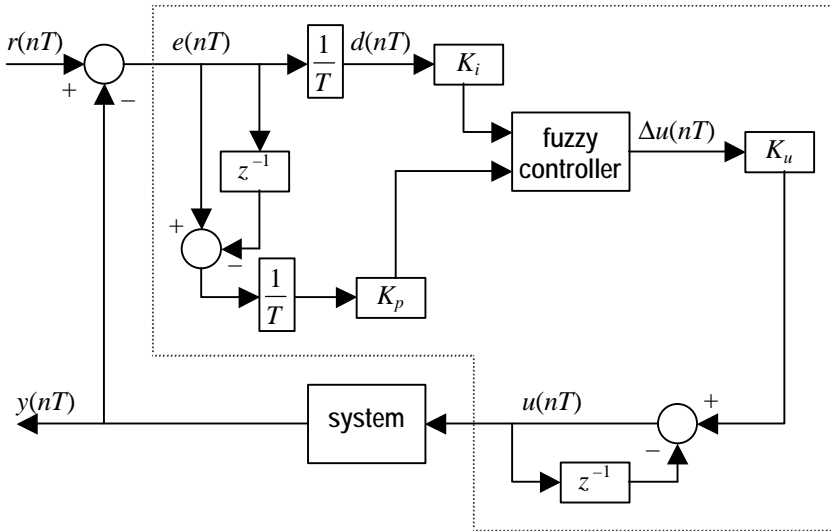 r(nT)
+
−
e(nT)
1
T
d(nT)
K_i
fuzzy
controller
Δu(nT)
K_u
z^{-1}
+
−
1
T
K_p
y(nT)
system
u(nT)
+
−
z^{-1}